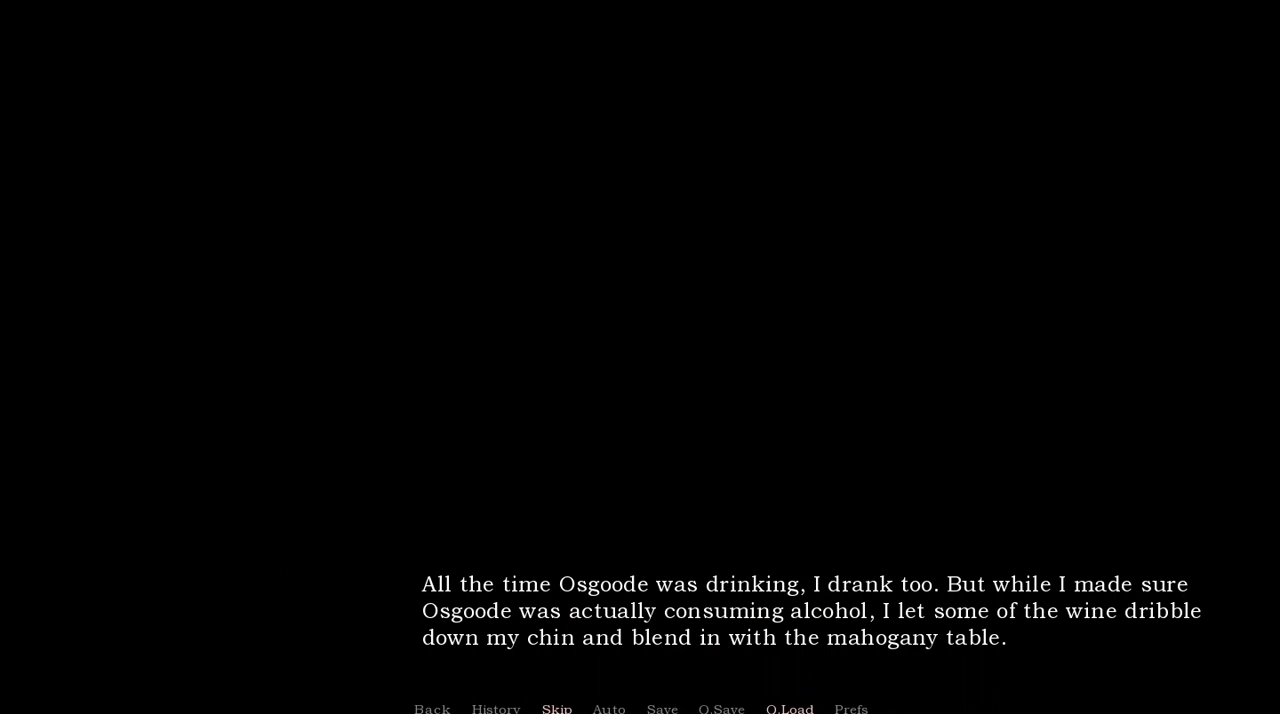 All the time Osgoode was drinking, I drank too. But while I made sure
Osgoode was actually consuming alcohol, I let some of the wine dribble
down my chin and blend in with the mahogany table.
Back History Skip Auto Save Q.Save Q.Load Prefs